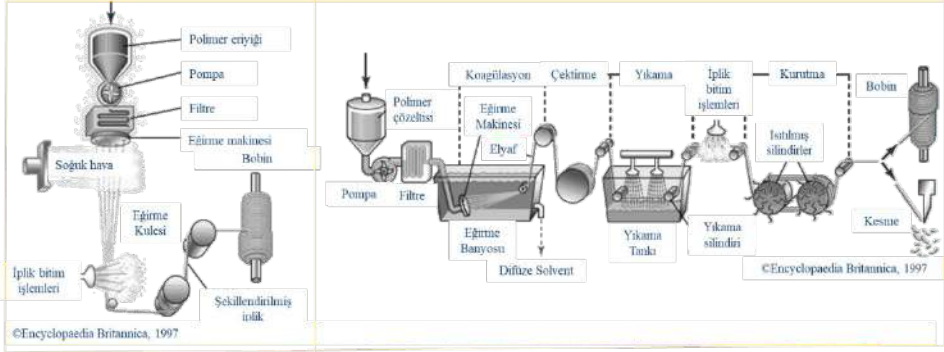 Polimer eriyiği
Pompa
Filtre
Eğirme makinesi
Bobin
Soğuk hava
Eğirme
Kulesi
İplik bitim
işlemleri
Şekillendirilmiş
iplik
©Encyclopaedia Britannica, 1997
Koagülasyon
Çektirme
Yıkama
İplik
bitim
işlemleri
Kurutma
Bobin
Polimer
çözeltisi
Eğirme
Makinesi
Elyaf
Isıtılmış
silindirler
Pompa
Filtre
Eğirme
Banyosu
Difüze Solvent
Yıkama
Tankı
Yıkama
silindiri
Kesme
©Encyclopaedia Britannica, 1997